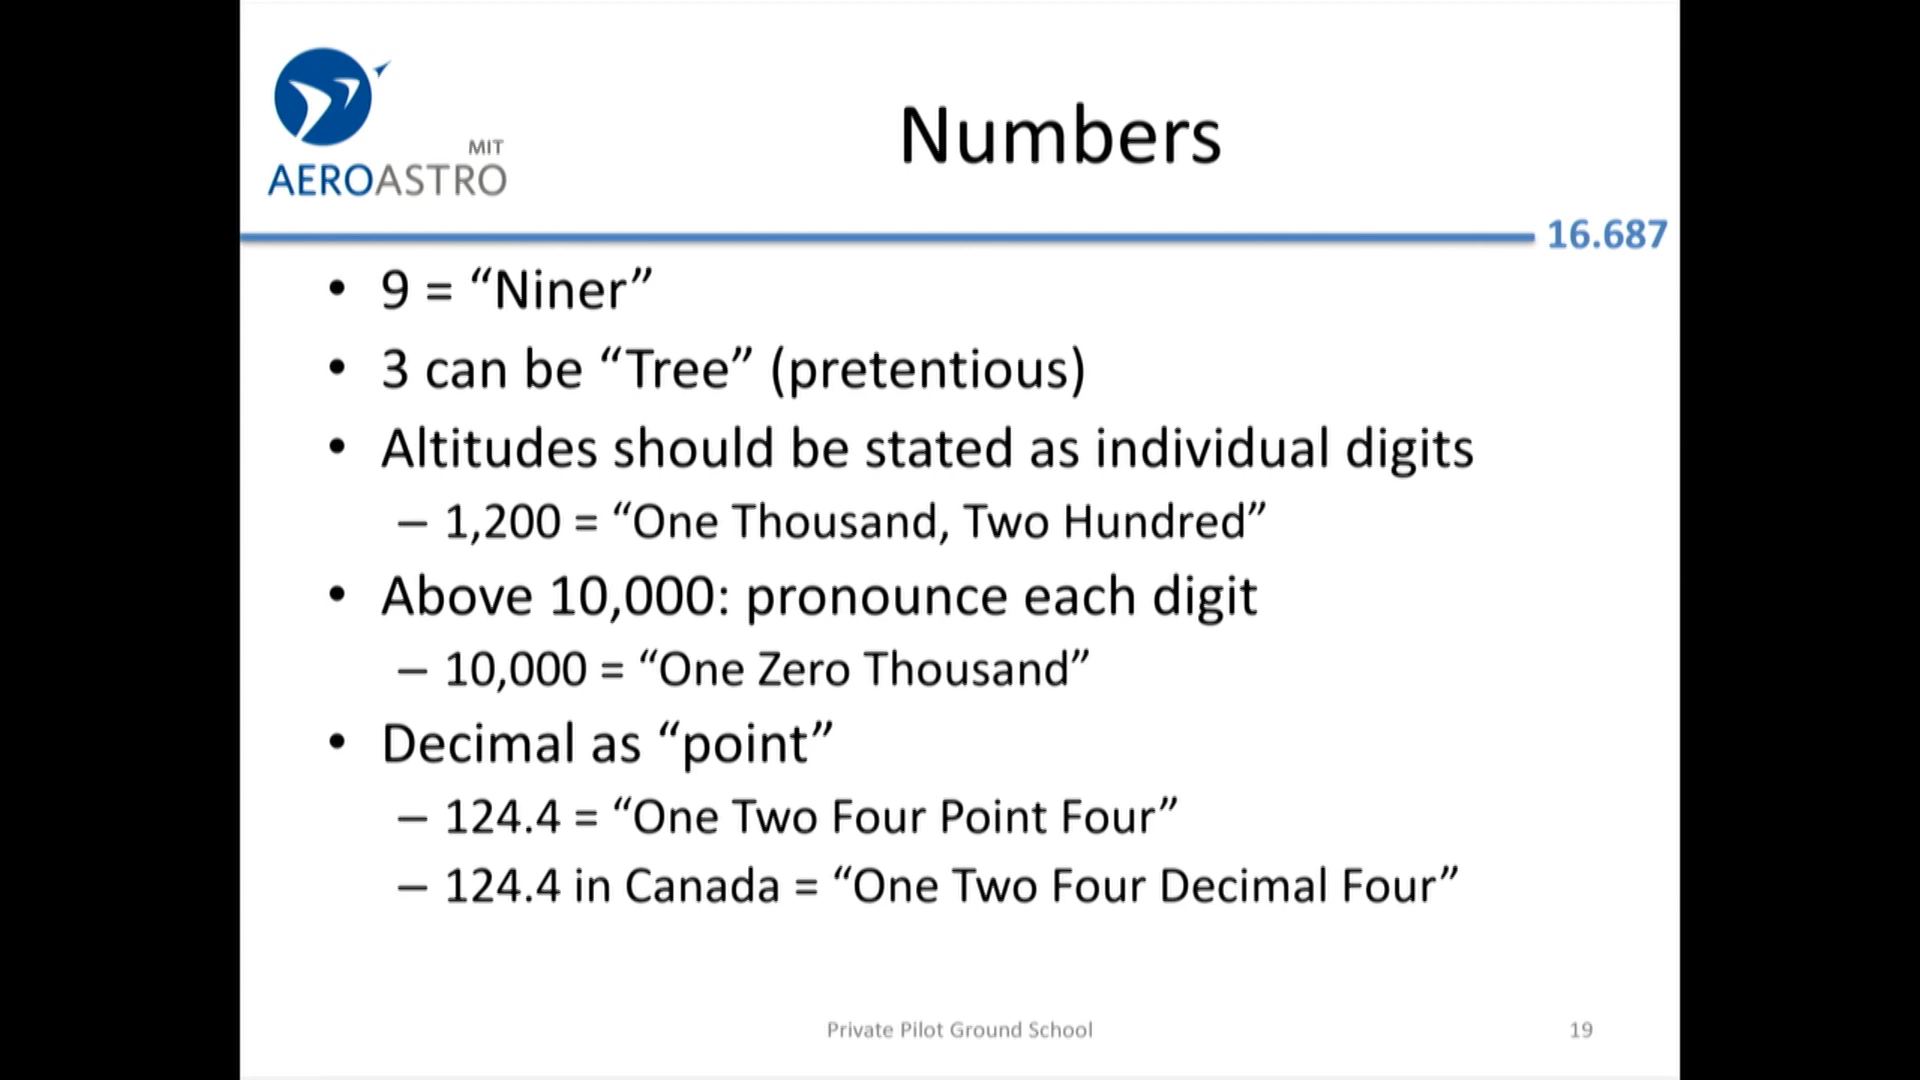 MIT
AEROASTRO
Numbers
16.687
• 9 = “Niner”
• 3 can be “Tree” (pretentious)
• Altitudes should be stated as individual digits
– 1,200 = “One Thousand, Two Hundred”
• Above 10,000: pronounce each digit
– 10,000 = “One Zero Thousand”
• Decimal as “point”
– 124.4 = “One Two Four Point Four”
– 124.4 in Canada = “One Two Four Decimal Four”
Private Pilot Ground School
19